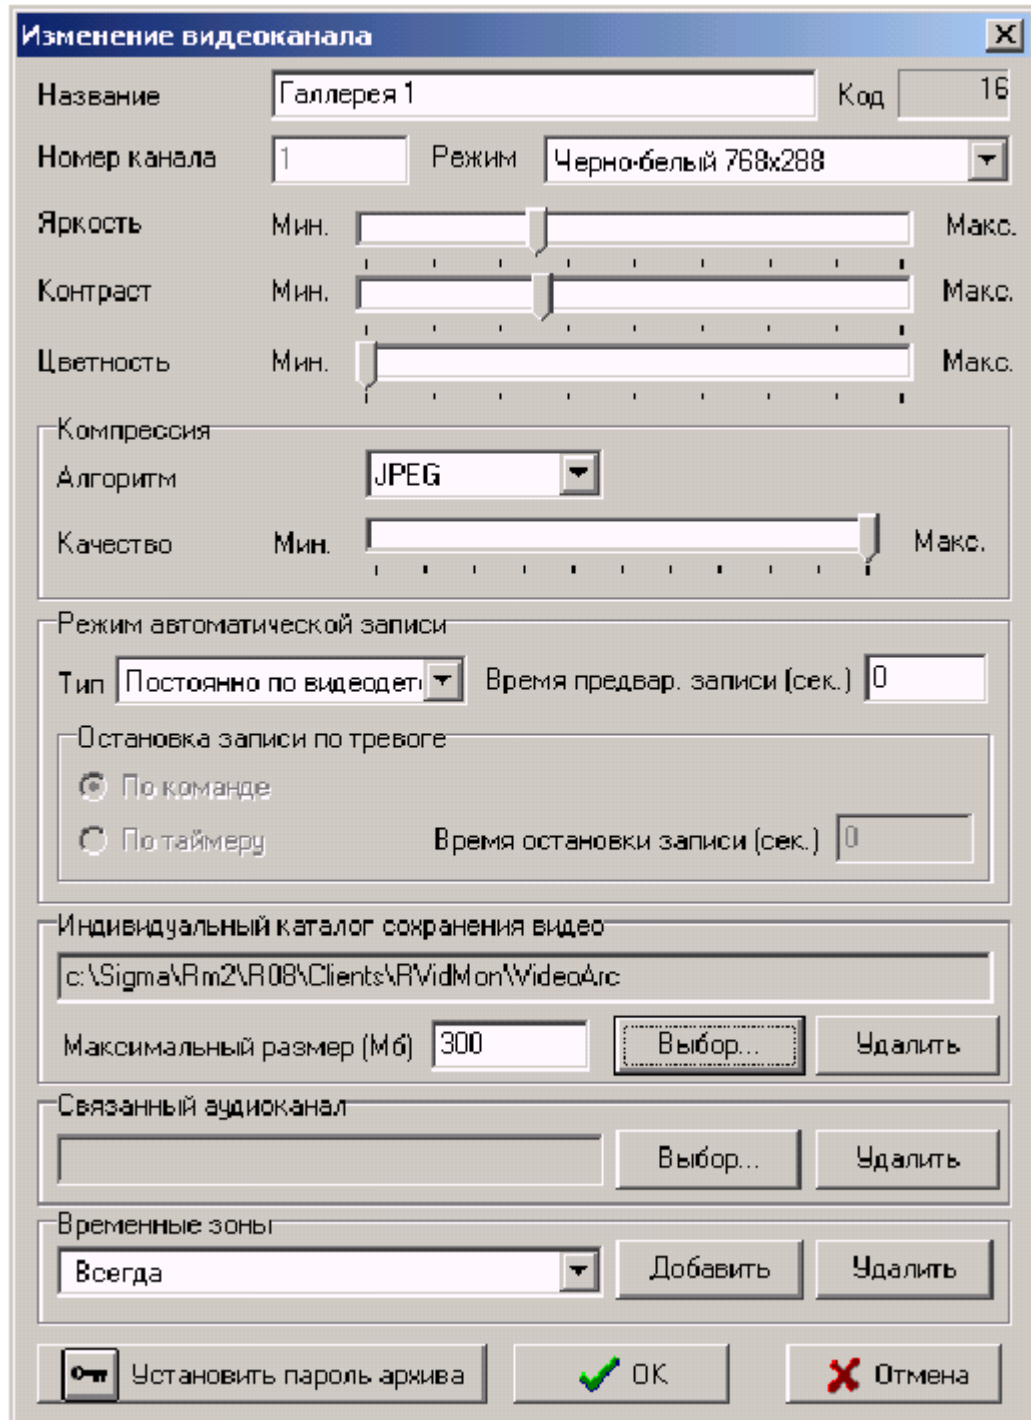 Изменение видеоканала
Название Галлерея 1 Код 16
Номер канала 1 Режим Черно-белый 768x288
Яркость Мин. Макс.
Контраст Мин. Макс.
Цветность Мин. Макс.
Компрессия
Алгоритм JPEG
Качество Мин. Макс.
Режим автоматической записи
Тип Постоянно по видеодет Время предвар. записи (сек.) 0
Остановка записи по тревоге
По команде
По таймеру Время остановки записи (сек.) 0
Индивидуальный каталог сохранения видео
c:\Sigma\Rm2\R08\Clients\RVidMon\VideoArc
Максимальный размер (Мб) 300 Выбор... Удалить
Связанный аудиоканал
Выбор... Удалить
Временные зоны
Всегда Добавить Удалить
Установить пароль архива OK Отмена